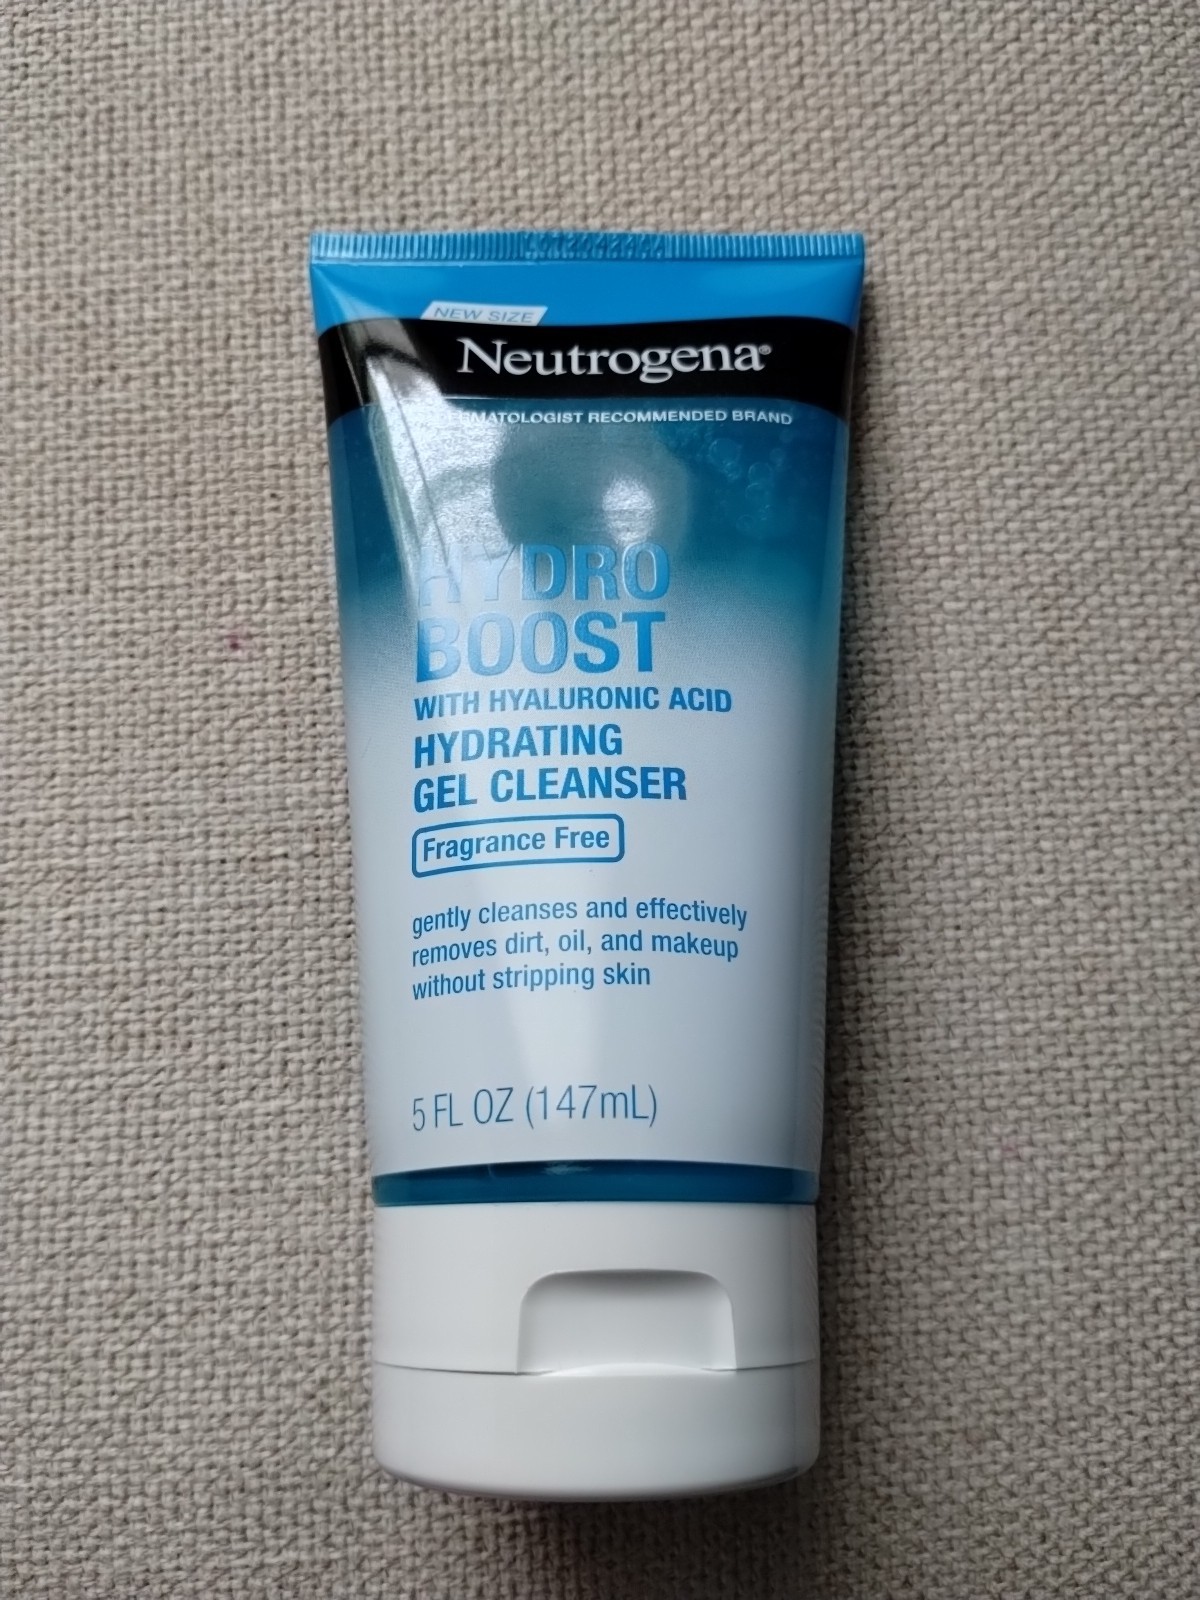 NEW SIZE
Neutrogena®
DERMATOLOGIST RECOMMENDED BRAND
HYDRO
BOOST
WITH HYALURONIC ACID
HYDRATING
GEL CLEANSER
Fragrance Free
gently cleanses and effectively
removes dirt, oil, and makeup
without stripping skin
5 FL OZ (147mL)